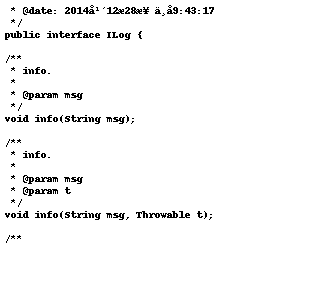 * @date: 2014å¹´12æ28æ¥ ä¸å9:43:17
 */
public interface ILog {

/**
 * info.
 *
 * @param msg
 */
void info(String msg);

/**
 * info.
 *
 * @param msg
 * @param t
 */
void info(String msg, Throwable t);

/**